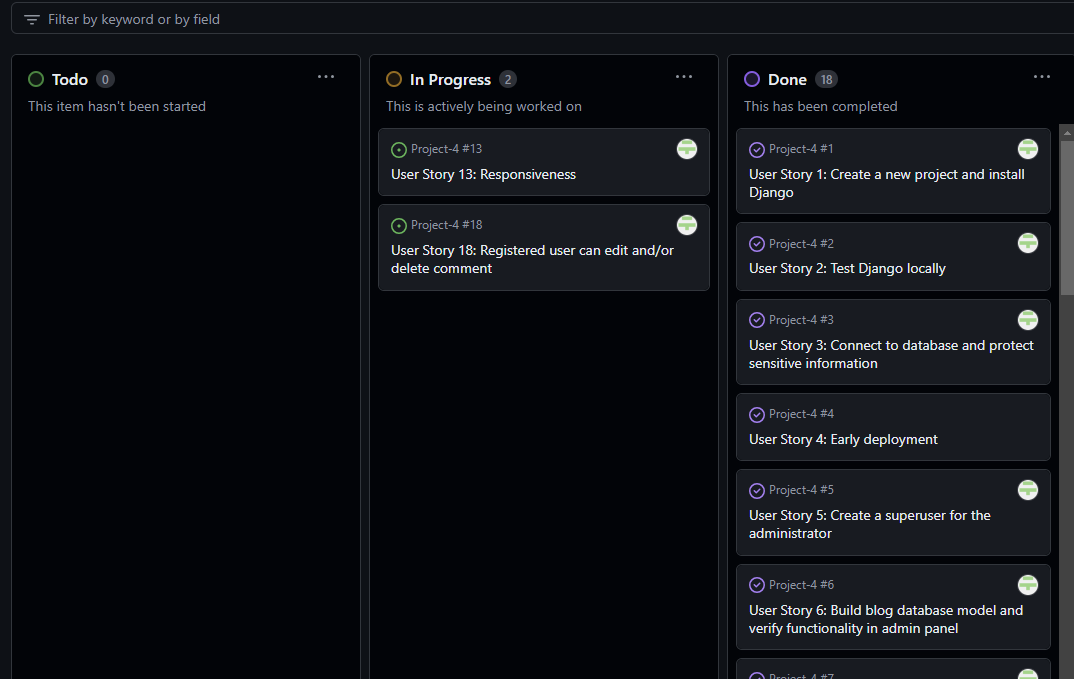 Filter by keyword or by field
Todo 0
This item hasn't been started
In Progress 2
This is actively being worked on
Project-4 #13
User Story 13: Responsiveness
Project-4 #18
User Story 18: Registered user can edit and/or
delete comment
Done 18
This has been completed
Project-4 #1
User Story 1: Create a new project and install
Django
Project-4 #2
User Story 2: Test Django locally
Project-4 #3
User Story 3: Connect to database and protect
sensitive information
Project-4 #4
User Story 4: Early deployment
Project-4 #5
User Story 5: Create a superuser for the
administrator
Project-4 #6
User Story 6: Build blog database model and
verify functionality in admin panel
Project-4 #7